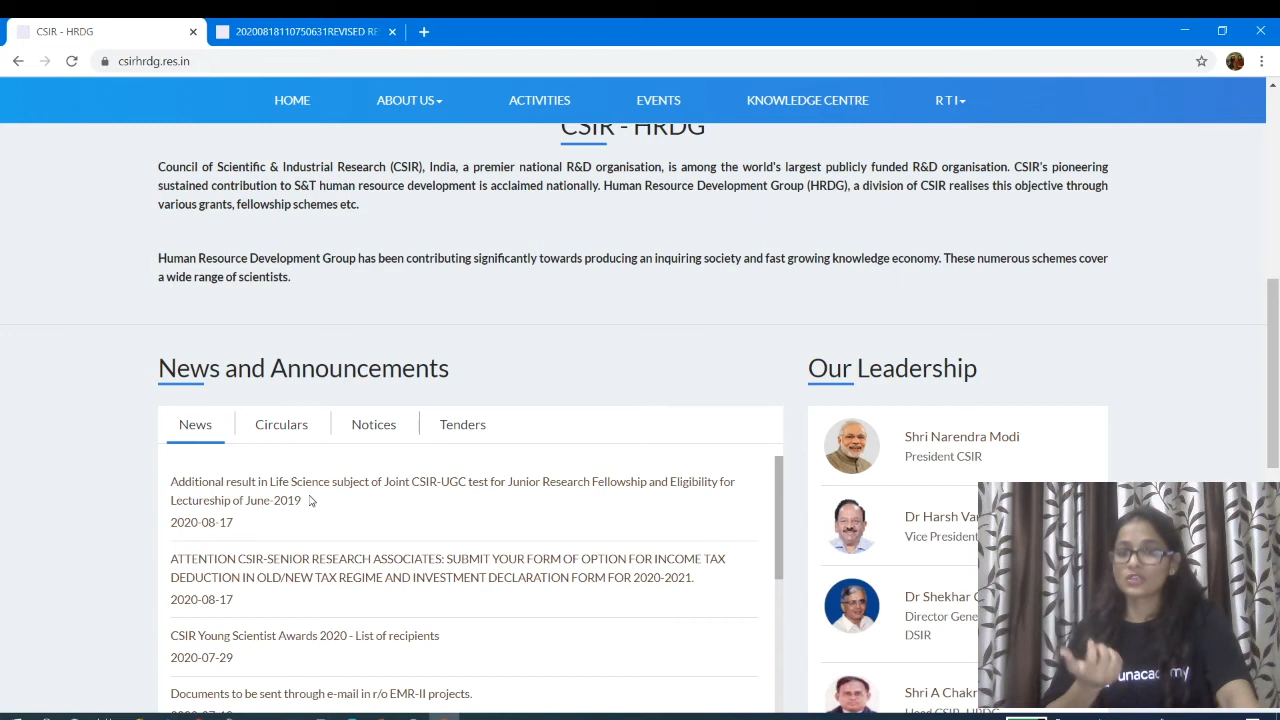 CSIR - HRDG
20200818110750631REVISED RE
csirhrdg.res.in
HOME
ABOUT US
ACTIVITIES
EVENTS
KNOWLEDGE CENTRE
R T I
CSIR - HRDG
Council of Scientific & Industrial Research (CSIR), India, a premier national R&D organisation, is among the world's largest publicly funded R&D organisation. CSIR's pioneering
sustained contribution to S&T human resource development is acclaimed nationally. Human Resource Development Group (HRDG), a division of CSIR realises this objective through
various grants, fellowship schemes etc.
Human Resource Development Group has been contributing significantly towards producing an inquiring society and fast growing knowledge economy. These numerous schemes cover
a wide range of scientists.
News and Announcements
News
Circulars
Notices
Tenders
Additional result in Life Science subject of Joint CSIR-UGC test for Junior Research Fellowship and Eligibility for
Lectureship of June-2019
2020-08-17
ATTENTION CSIR-SENIOR RESEARCH ASSOCIATES: SUBMIT YOUR FORM OF OPTION FOR INCOME TAX
DEDUCTION IN OLD/NEW TAX REGIME AND INVESTMENT DECLARATION FORM FOR 2020-2021.
2020-08-17
CSIR Young Scientist Awards 2020 - List of recipients
2020-07-29
Documents to be sent through e-mail in r/o EMR-II projects.
Our Leadership
Shri Narendra Modi
President CSIR
Dr Harsh Va
Vice President
Dr Shekhar
Director Gene
DSIR
Shri A Chakr
Head CSIR-HRDG
unacademy